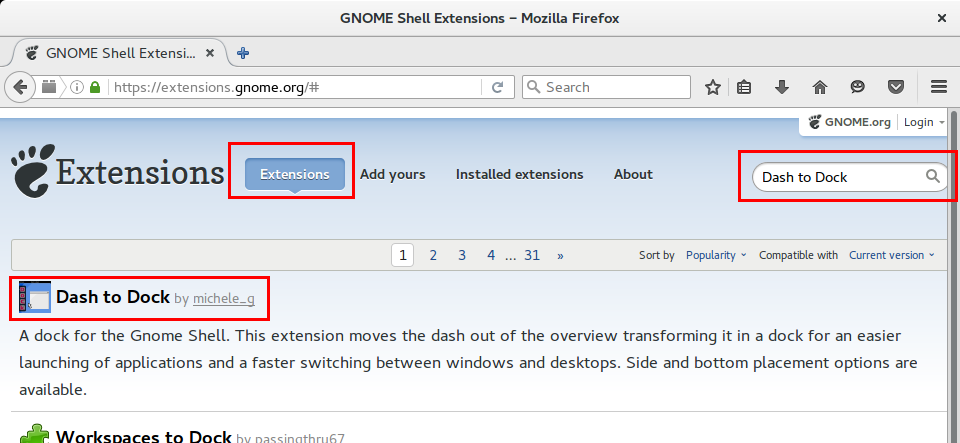 GNOME Shell Extensions – Mozilla Firefox
GNOME Shell Extensi...
https://extensions.gnome.org/#
Search
GNOME.org
Login
Extensions
Extensions
Add yours
Installed extensions
About
Dash to Dock
1 2 3 4 ... 31 »
Sort by Popularity
Compatible with Current version
Dash to Dock by michele_g
A dock for the Gnome Shell. This extension moves the dash out of the overview transforming it in a dock for an easier
launching of applications and a faster switching between windows and desktops. Side and bottom placement options are
available.
Workspaces to Dock by passingthru67